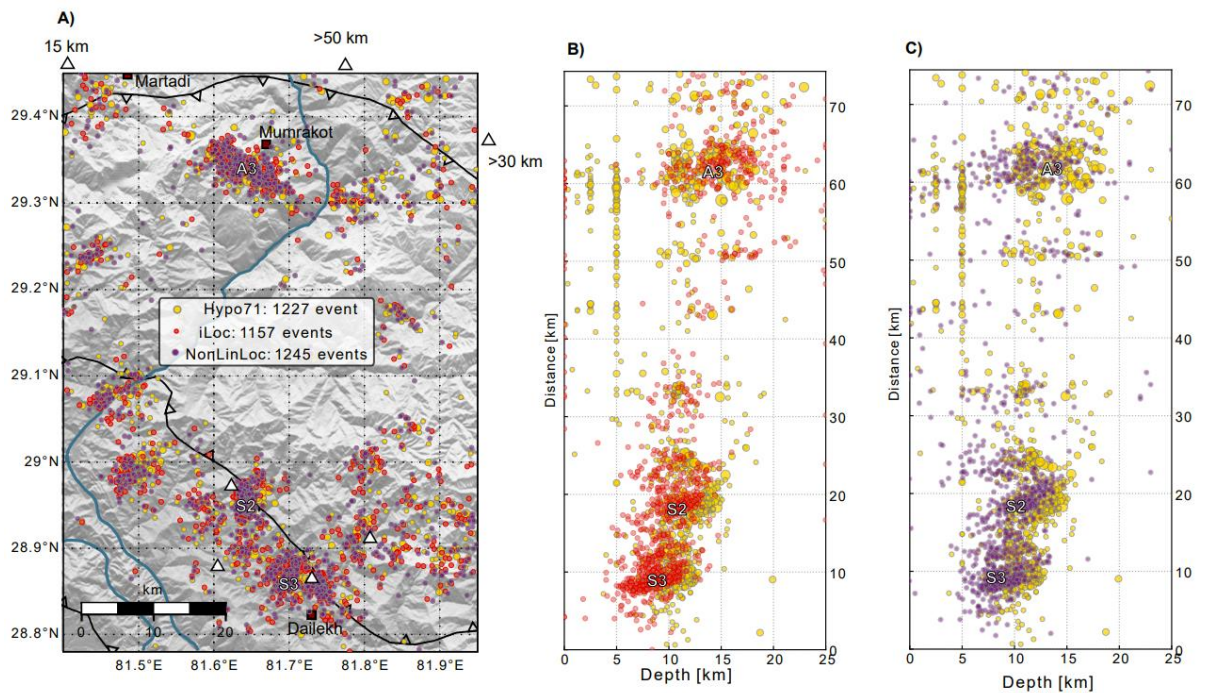 A)
15 km
>50 km
>30 km
Martadi
Mumrakot
A3
Hypo71: 1227 event
iLoc: 1157 events
NonLinLoc: 1245 events
S2
S3
Dailekh
km
0 10 20
29.4°N
29.3°N
29.2°N
29.1°N
29°N
28.9°N
28.8°N
81.5°E 81.6°E 81.7°E 81.8°E 81.9°E
B)
A3
S2
S3
70
60
50
40
30
20
10
0
Distance [km]
0 5 10 15 20 25
Depth [km]
C)
A3
S2
S3
70
60
50
40
30
20
10
0
Distance [km]
0 5 10 15 20 25
Depth [km]